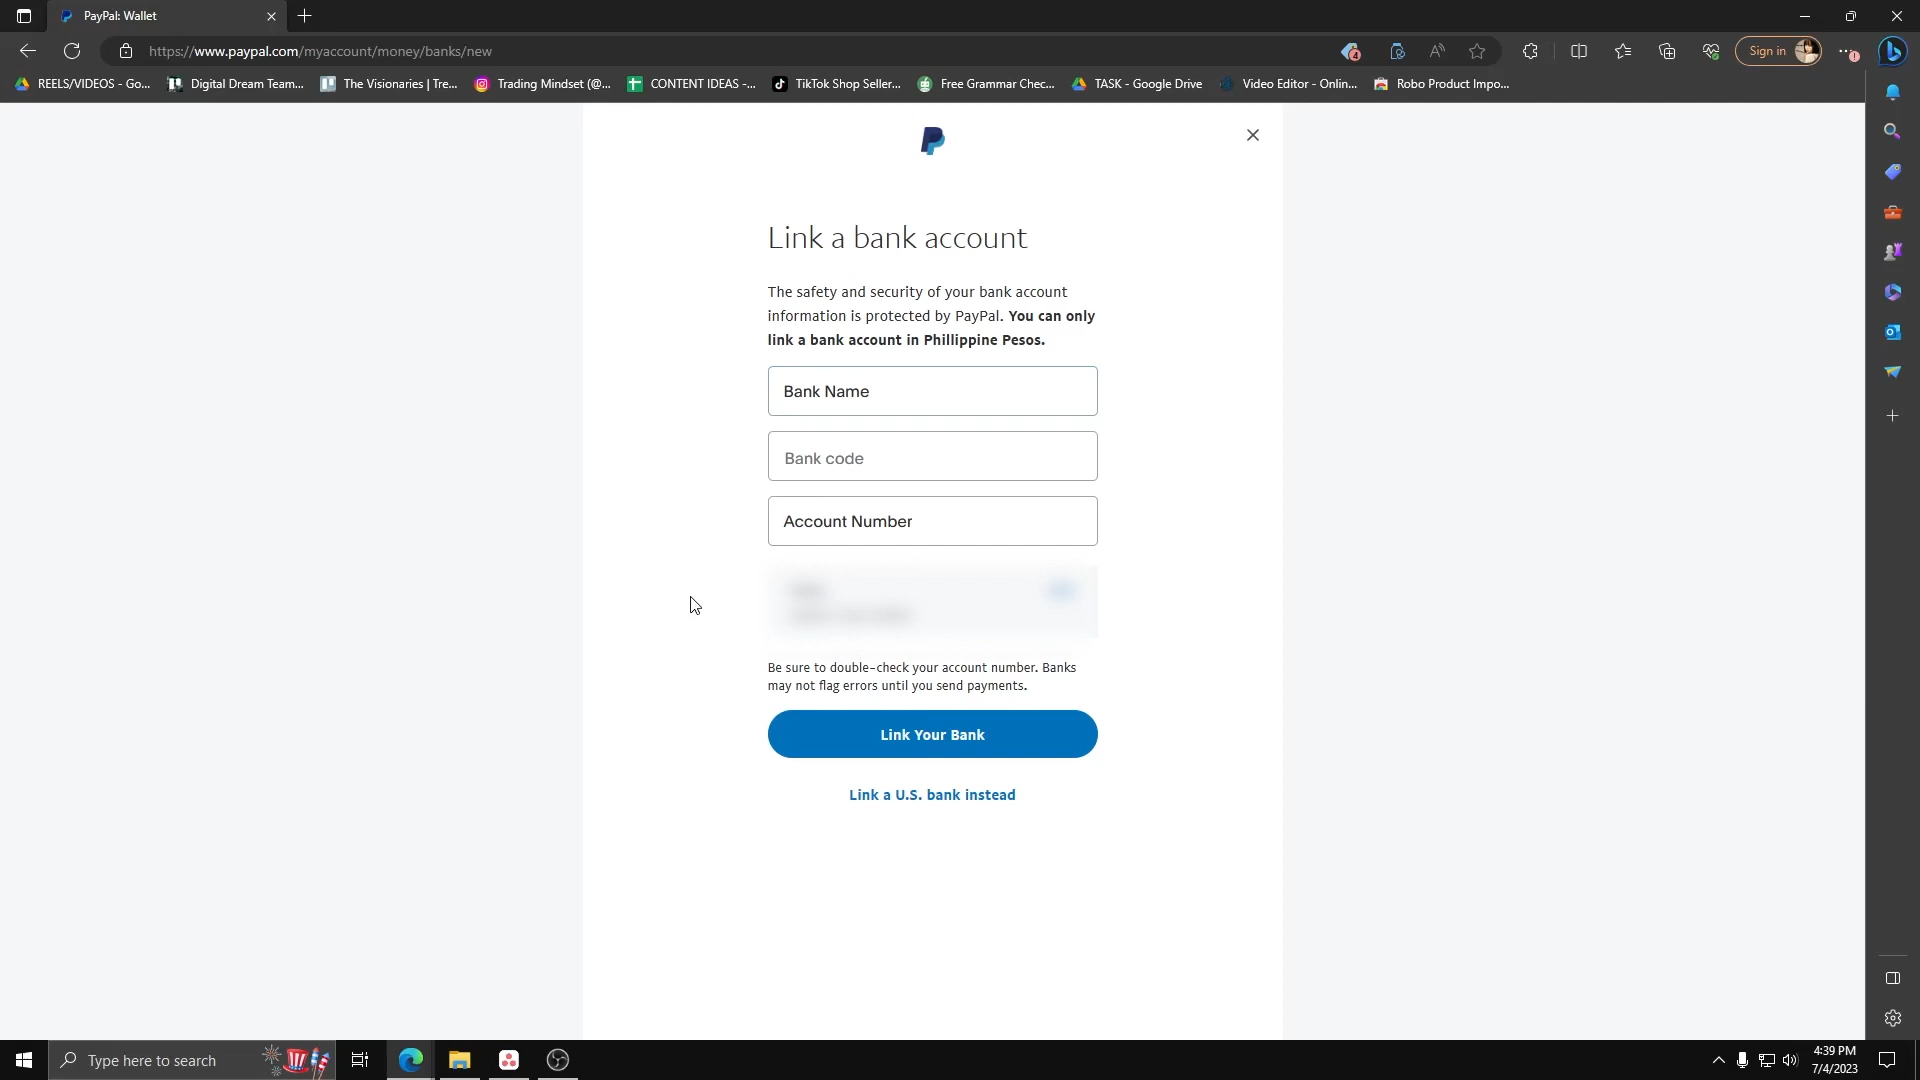 PayPal: Wallet
https://www.paypal.com/myaccount/money/banks/new
4
Sign in
REELS/VIDEOS - Go...
Digital Dream Team...
The Visionaries | Tre...
Trading Mindset (@...
CONTENT IDEAS -...
TikTok Shop Seller...
Free Grammar Chec...
TASK - Google Drive
Video Editor - Onlin...
Robo Product Impo...
Link a bank account
The safety and security of your bank account
information is protected by PayPal. You can only
link a bank account in Phillippine Pesos.
Bank Name
Bank code
Account Number
Be sure to double-check your account number. Banks
may not flag errors until you send payments.
Link Your Bank
Link a U.S. bank instead
Type here to search
4:39 PM
7/4/2023